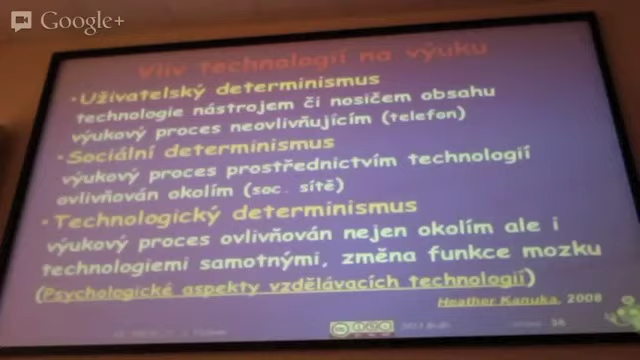 Google+
Vliv technologií na výuku
• Uživatelský determinismus
technologie nástrojem či nosičem obsahu
výukový proces neovlivňujícím (telefon)
• Sociální determinismus
výukový proces prostřednictvím technologií
ovlivňován okolím (soc. sítě)
• Technologický determinismus
výukový proces ovlivňován nejen okolím ale i
technologiemi samotnými, změna funkce mozku
(Psychologické aspekty vzdělávacích technologií)
Heather Kanuka, 2008